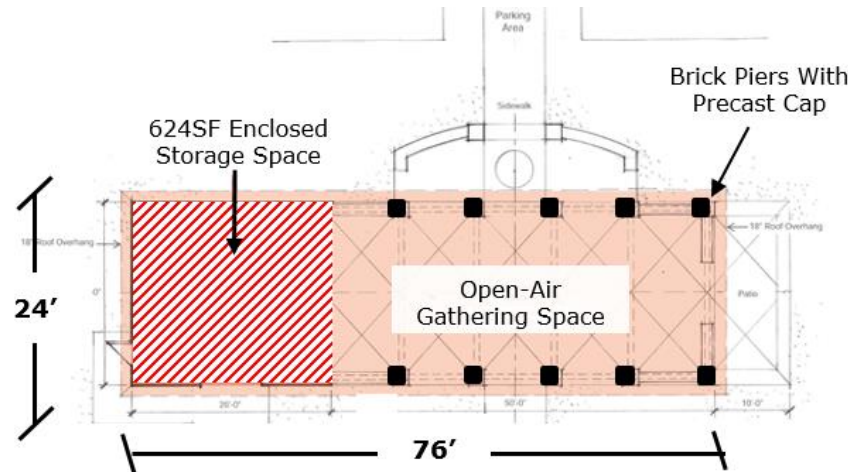 Parking
Area
Brick Piers With
Precast Cap
624SF Enclosed
Storage Space
Sidewalk
18" Roof Overhang
18" Roof Overhang
24’
0"
Open-Air
Gathering Space
Patio
26'-0"
50'-0"
10'-0"
76’